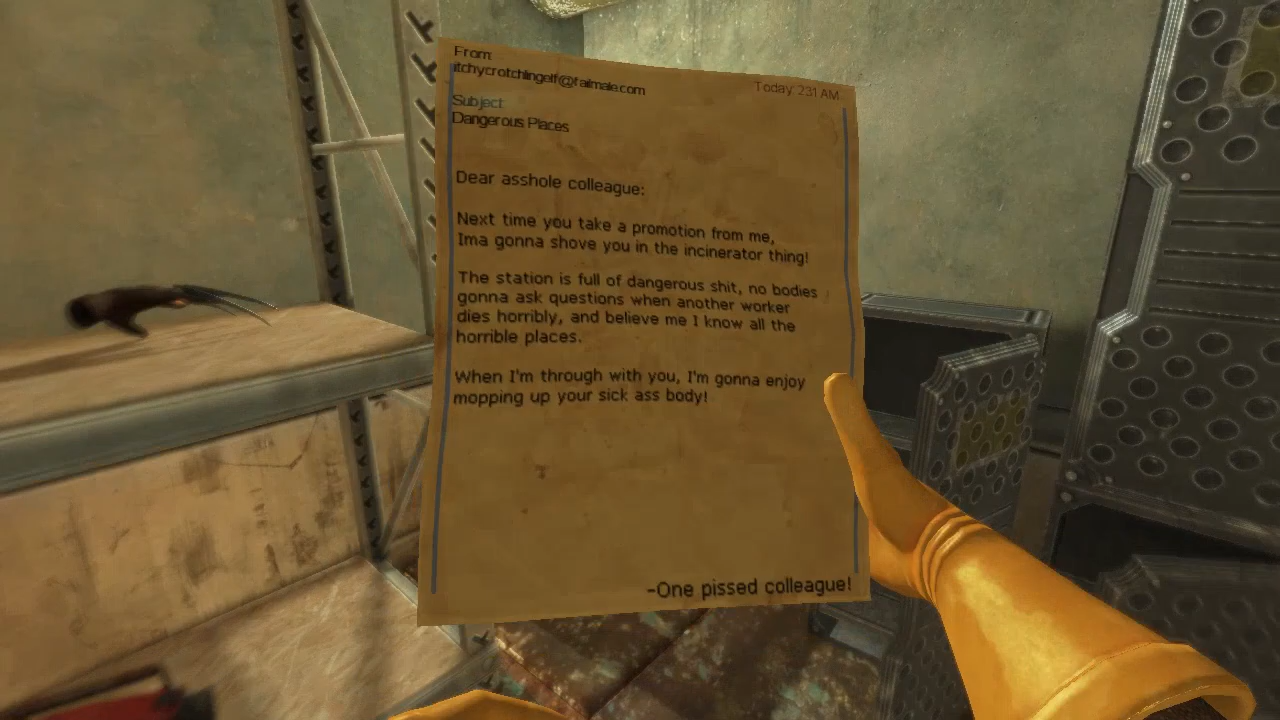 From:
itchycrotchlingelf@failmale.com
Today, 2:31 AM
Subject:
Dangerous Places
Dear asshole colleague:
Next time you take a promotion from me,
Ima gonna shove you in the incinerator thing!
The station is full of dangerous shit, no bodies
gonna ask questions when another worker
dies horribly, and believe me I know all the
horrible places.
When I'm through with you, I'm gonna enjoy
mopping up your sick ass body!
-One pissed colleague!